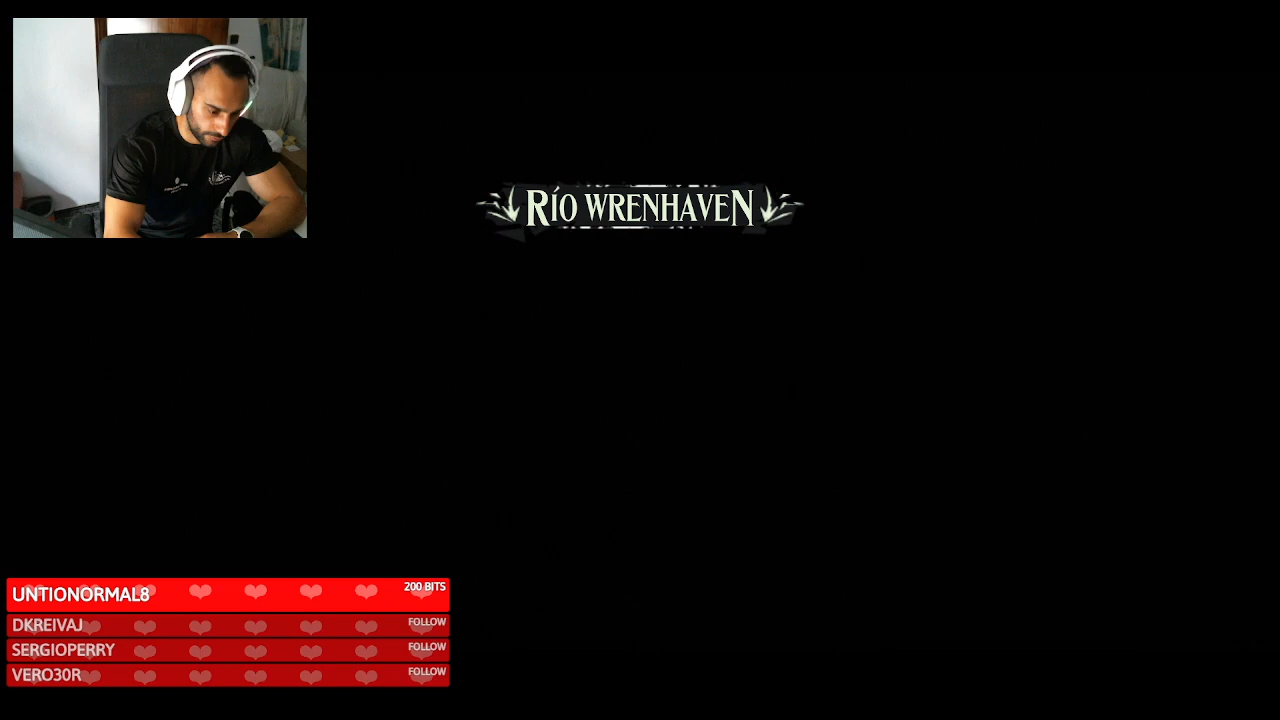 RÍO WRENHAVEN
UNTIONORMAL8 200 BITS
DKREIVAJ FOLLOW
SERGIOPERRY FOLLOW
VERO30R FOLLOW